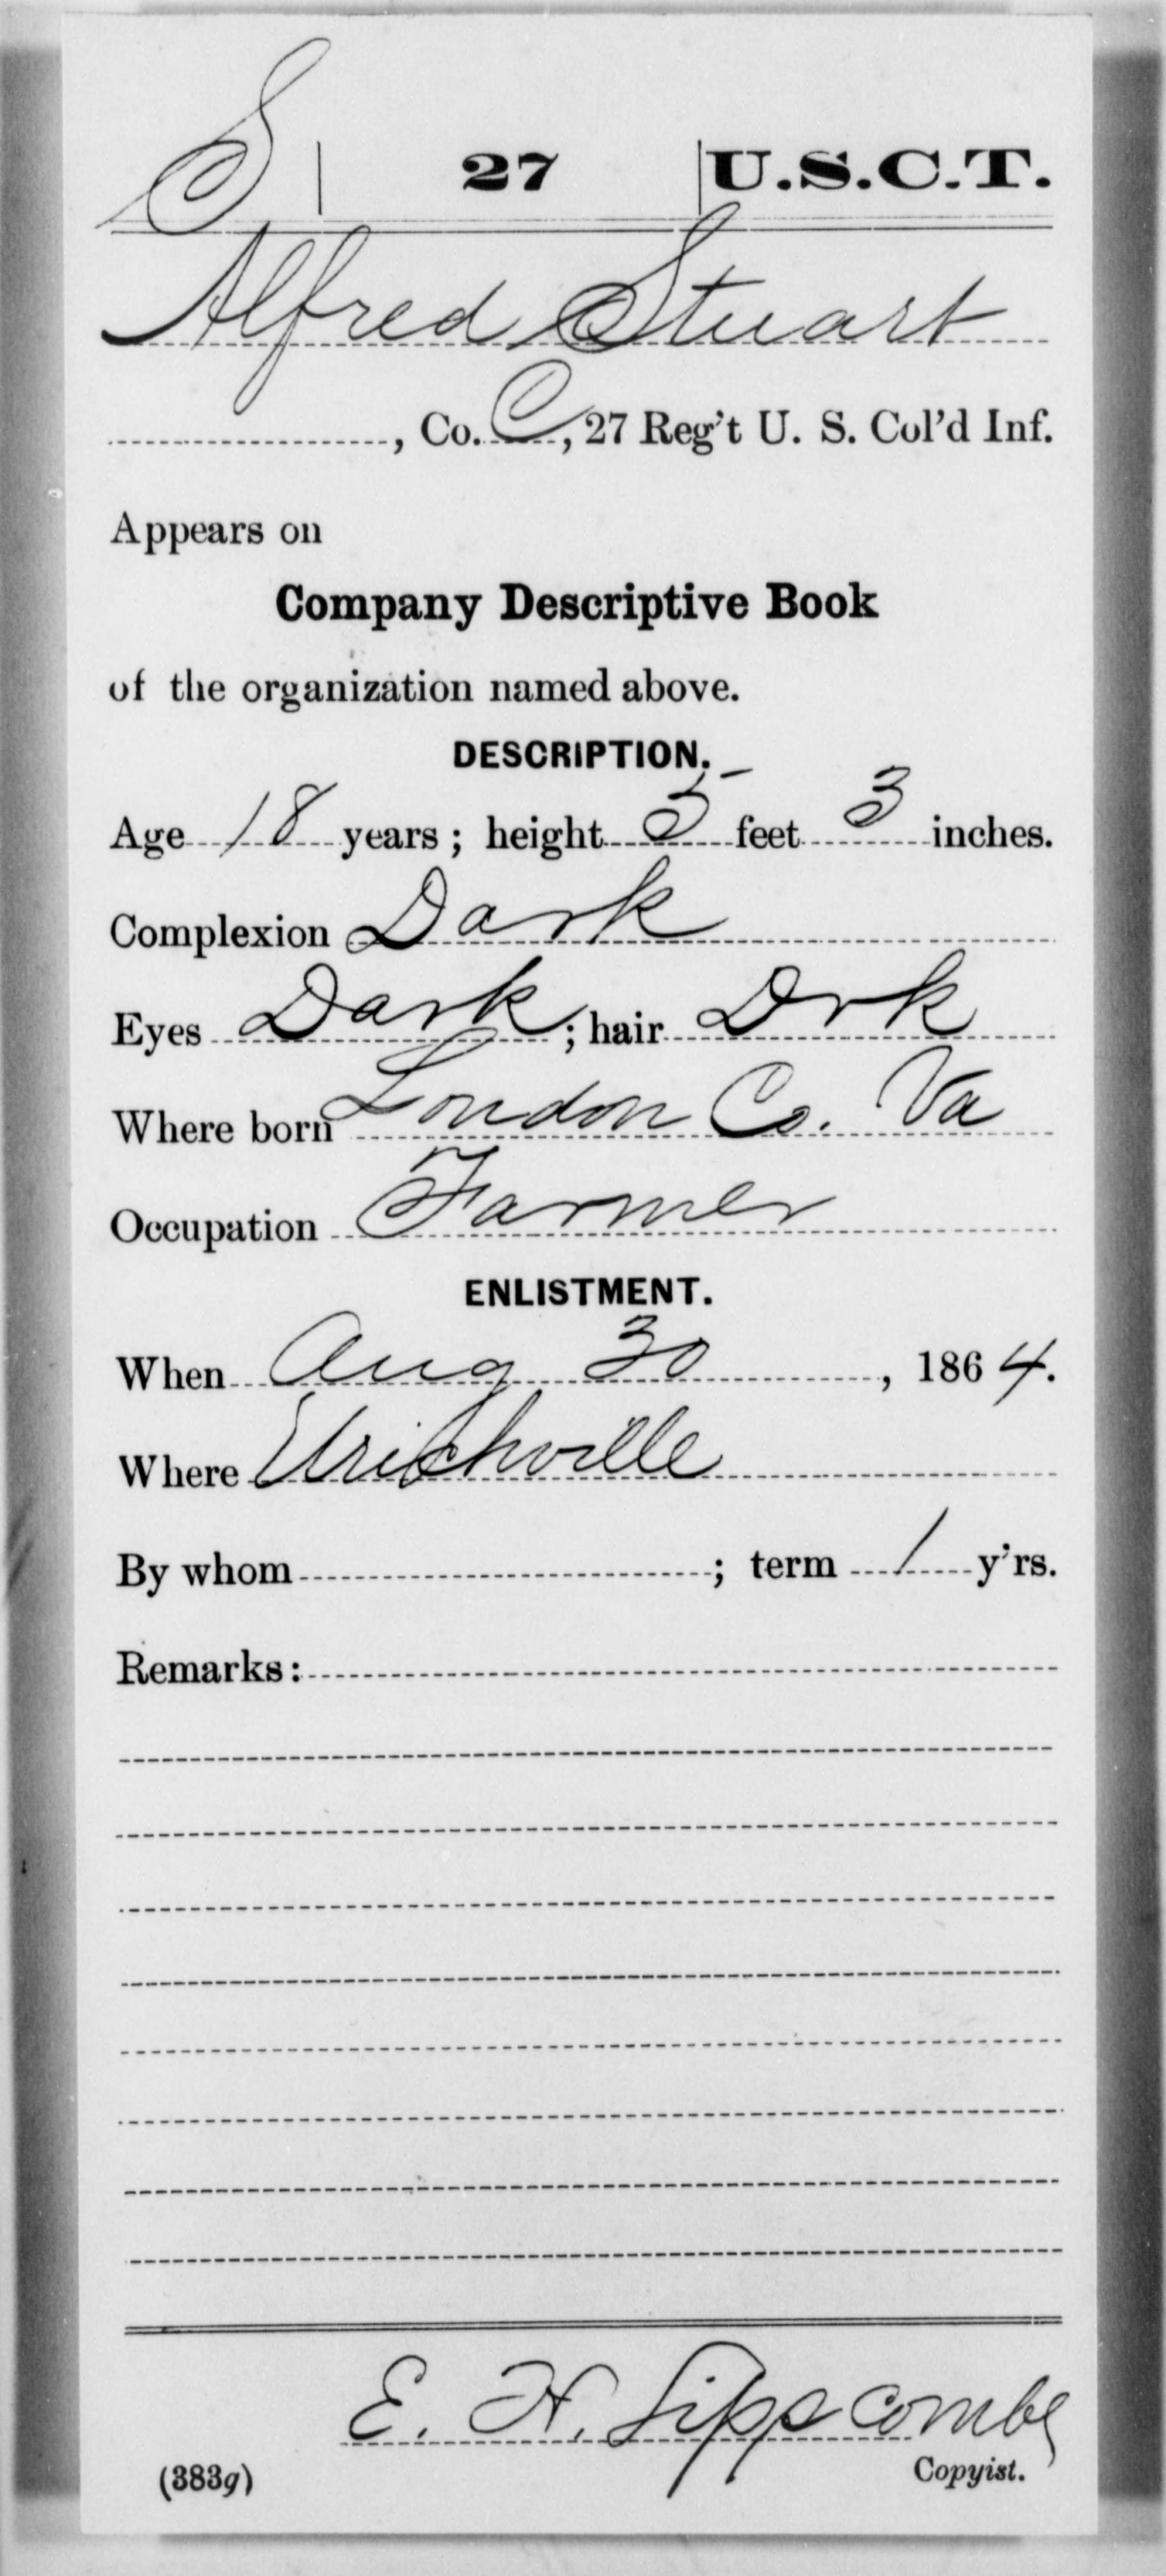 S | 27 | U.S.C.T.
Alfred Stuart
, Co. C, 27 Reg't U. S. Col'd Inf.
Appears on
Company Descriptive Book
of the organization named above.
DESCRIPTION.
Age 18 years; height 5 feet 3 inches.
Complexion Dark
Eyes Dark; hair Drk
Where born London Co. Va
Occupation Farmer
ENLISTMENT.
When Aug 30, 1864.
Where Urichville
By whom ; term 1 y'rs.
Remarks:
E. H. Lippscombe
Copyist.
(383g)